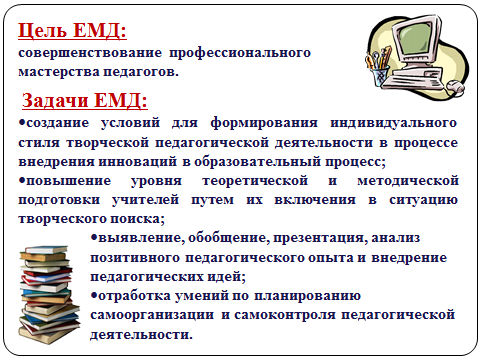 Цель ЕМД:
совершенствование профессионального
мастерства педагогов.
Задачи ЕМД:
•создание условий для формирования индивидуального
стиля творческой педагогической деятельности в процессе
внедрения инноваций в образовательный процесс;
•повышение уровня теоретической и методической
подготовки учителей путем их включения в ситуацию
творческого поиска;
•выявление, обобщение, презентация, анализ
позитивного педагогического опыта и внедрение
педагогических идей;
•отработка умений по планированию
самоорганизации и самоконтроля педагогической
деятельности.